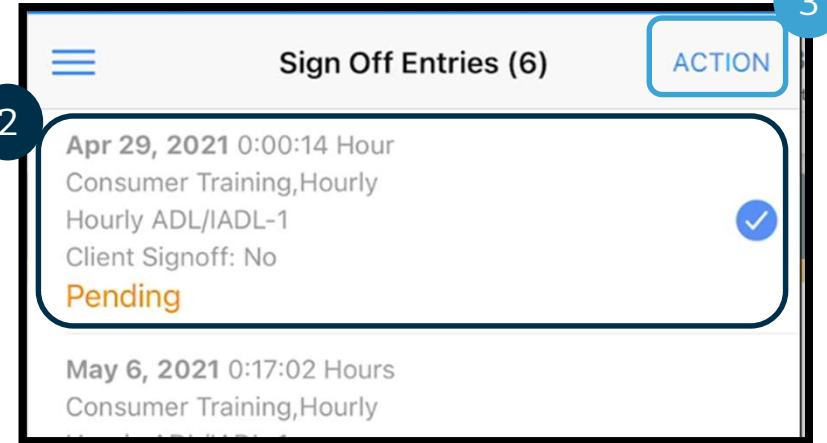 3
Sign Off Entries (6)
ACTION
2
Apr 29, 2021 0:00:14 Hour
Consumer Training,Hourly
Hourly ADL/IADL-1
Client Signoff: No
Pending
May 6, 2021 0:17:02 Hours
Consumer Training,Hourly